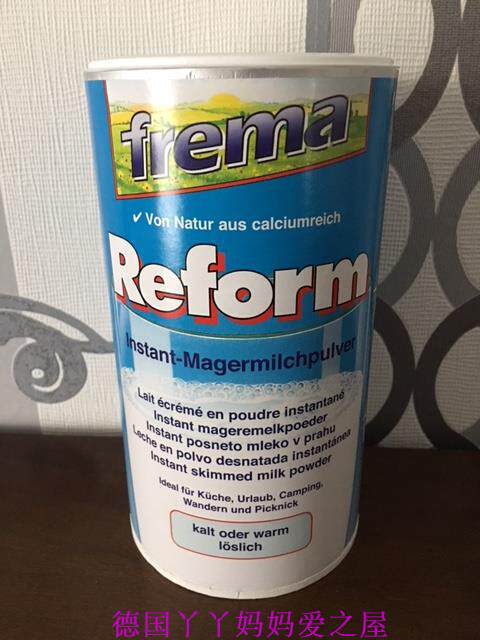 frema
✓ Von Natur aus calciumreich
Reform
Instant-Magermilchpulver
Lait écrémé en poudre instantané
Instant mageremelkpoeder
Instant posneto mleko v prahu
Leche en polvo desnatada instantánea
Instant skimmed milk powder
Ideal für Küche, Urlaub, Camping,
Wandern und Picknick
kalt oder warm
löslich
德国丫丫妈妈爱之屋